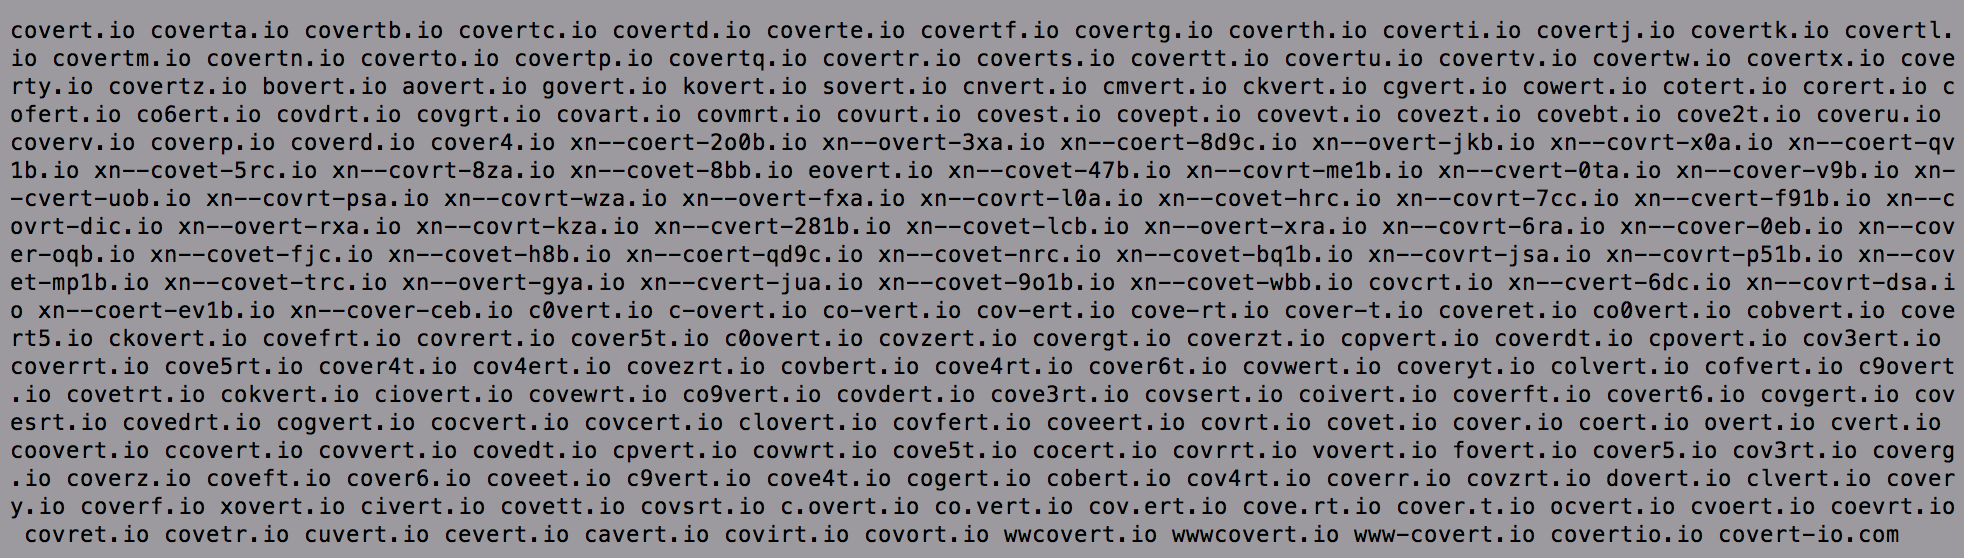 covert.io coverta.io covertb.io covertc.io covertd.io coverte.io covertf.io covertg.io coverth.io coverti.io covertj.io covertk.io covertl.
io covertm.io covertn.io coverto.io covertp.io covertq.io covertr.io coverts.io covertt.io covertu.io covertv.io covertw.io covertx.io cove
rty.io covertz.io bovert.io aovert.io govert.io kovert.io sovert.io cnvert.io cmvert.io ckvert.io cgvert.io cowert.io cotert.io corert.io c
ofert.io co6ert.io covdrt.io covgrt.io covart.io covmrt.io covurt.io covest.io covept.io covevt.io covezt.io covebt.io cove2t.io coveru.io
coverv.io coverp.io coverd.io cover4.io xn--coert-2o0b.io xn--overt-3xa.io xn--coert-8d9c.io xn--overt-jkb.io xn--covrt-x0a.io xn--coert-qv
1b.io xn--covet-5rc.io xn--covrt-8za.io xn--covet-8bb.io eovert.io xn--covet-47b.io xn--covrt-me1b.io xn--cvert-0ta.io xn--cover-v9b.io xn-
-cvert-uob.io xn--covrt-psa.io xn--covrt-wza.io xn--overt-fxa.io xn--covrt-l0a.io xn--covet-hrc.io xn--covrt-7cc.io xn--cvert-f91b.io xn--c
ovrt-dic.io xn--overt-rxa.io xn--covrt-kza.io xn--cvert-281b.io xn--covet-lcb.io xn--overt-xra.io xn--covrt-6ra.io xn--cover-0eb.io xn--cov
er-oqb.io xn--covet-fjc.io xn--covet-h8b.io xn--coert-qd9c.io xn--covet-nrc.io xn--covet-bq1b.io xn--covrt-jsa.io xn--covrt-p51b.io xn--cov
et-mp1b.io xn--covet-trc.io xn--overt-gya.io xn--cvert-jua.io xn--covet-9o1b.io xn--covet-wbb.io covcrt.io xn--cvert-6dc.io xn--covrt-dsa.i
o xn--coert-ev1b.io xn--cover-ceb.io c0vert.io c-overt.io co-vert.io cov-ert.io cove-rt.io cover-t.io coveret.io co0vert.io cobvert.io cove
rt5.io ckovert.io covefrt.io covrert.io cover5t.io c0overt.io covzert.io covergt.io coverzt.io copvert.io coverdt.io cpovert.io cov3ert.io
coverrt.io cove5rt.io cover4t.io cov4ert.io covezrt.io covbert.io cove4rt.io cover6t.io covwert.io coveryt.io colvert.io cofvert.io c9overt
.io covetrt.io cokvert.io ciovert.io covewrt.io co9vert.io covdert.io cove3rt.io covsert.io coivert.io coverft.io covert6.io covgert.io cov
esrt.io covedrt.io cogvert.io cocvert.io covcert.io clovert.io covfert.io coveert.io covrt.io covet.io cover.io coert.io overt.io cvert.io
coovert.io ccovert.io covvert.io covedt.io cpvert.io covwrt.io cove5t.io cocert.io covrrt.io vovert.io fovert.io cover5.io cov3rt.io coverg
.io coverz.io coveft.io cover6.io coveet.io c9vert.io cove4t.io cogert.io cobert.io cov4rt.io coverr.io covzrt.io dovert.io clvert.io cover
y.io coverf.io xovert.io civert.io covett.io covsrt.io c.overt.io co.vert.io cov.ert.io cove.rt.io cover.t.io ocvert.io cvoert.io coevrt.io
covret.io covetr.io cuvert.io cevert.io cavert.io covirt.io covort.io wwcovert.io wwwcovert.io www-covert.io covertio.io covert-io.com